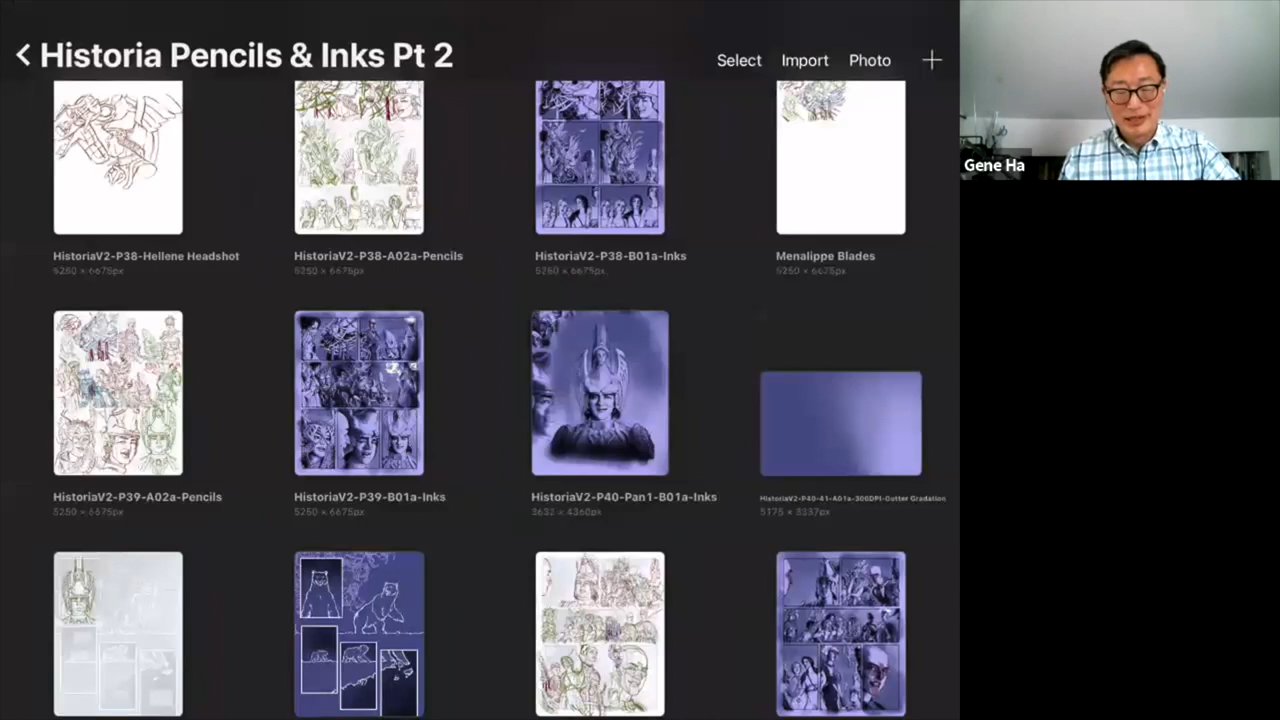 Historia Pencils & Inks Pt 2
Select
Import
Photo
Gene Ha
HistoriaV2-P38-Hellene Headshot
5250 × 6675px
HistoriaV2-P38-A02a-Pencils
5250 × 6675px
HistoriaV2-P38-B01a-Inks
5250 × 6675px
Menalippe Blades
5250 × 6675px
HistoriaV2-P39-A02a-Pencils
5250 × 6675px
HistoriaV2-P39-B01a-Inks
5250 × 6675px
HistoriaV2-P40-Pan1-B01a-Inks
3632 × 4360px
HistoriaV2-P40-41-A01a-300DPI-Gutter Gradation
5175 × 3337px